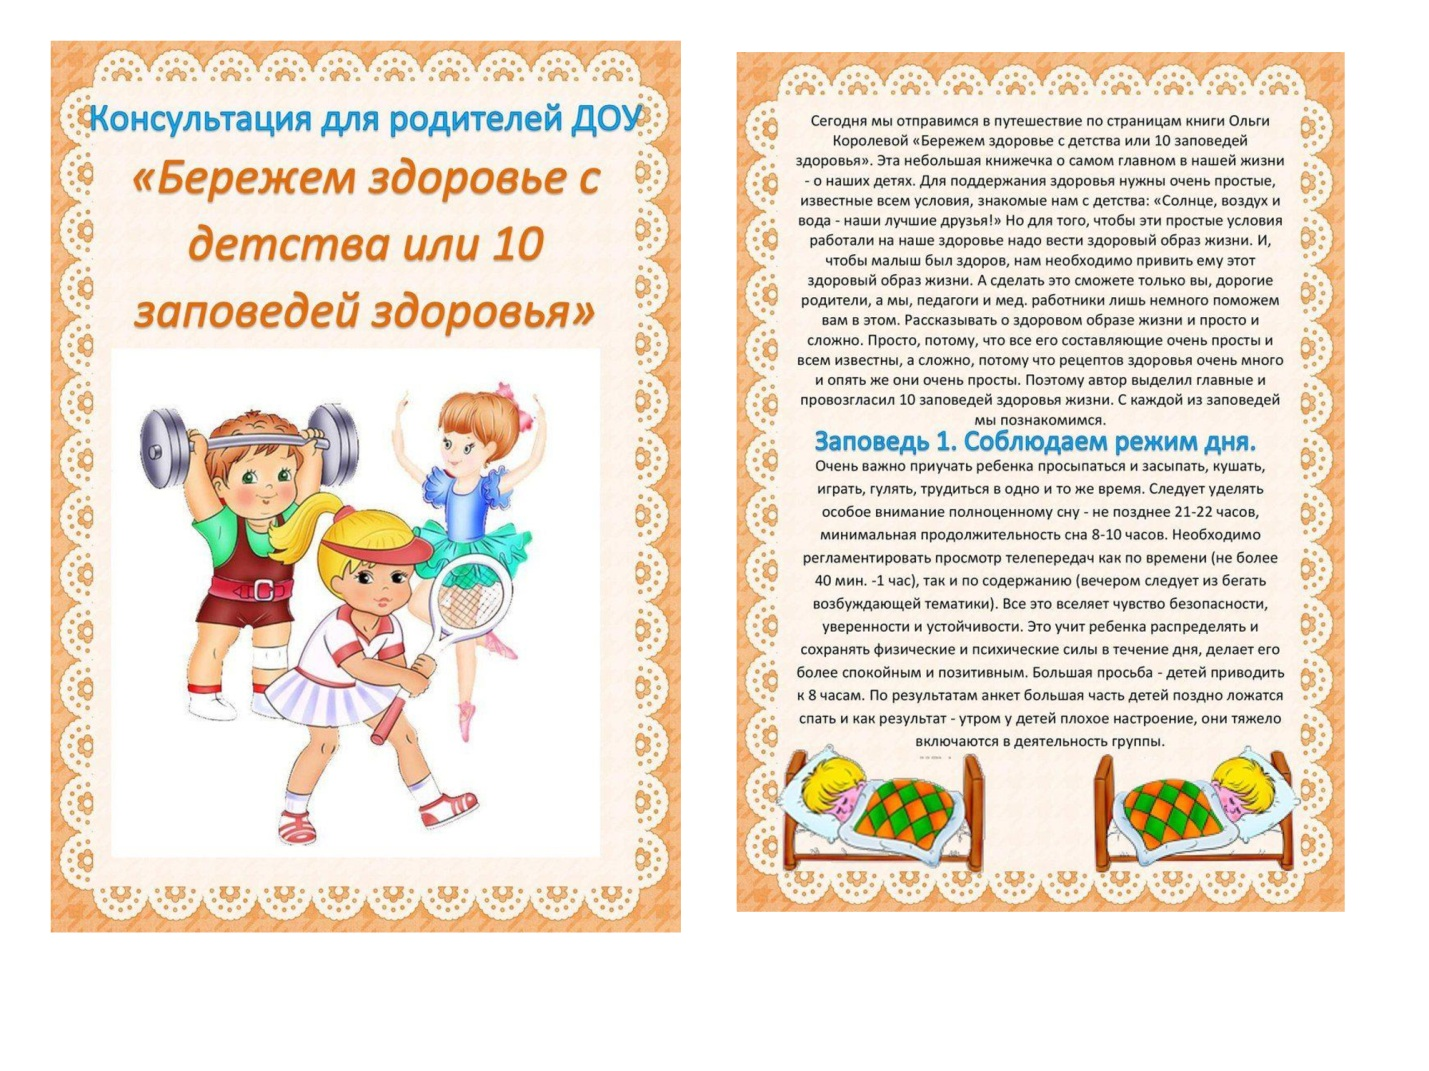 Консультация для родителей ДОУ
«Бережем здоровье с
детства или 10
заповедей здоровья»
Сегодня мы отправимся в путешествие по страницам книги Ольги
Королевой «Бережем здоровье с детства или 10 заповедей
здоровья». Эта небольшая книжечка о самом главном в нашей жизни
- о наших детях. Для поддержания здоровья нужны очень простые,
известные всем условия, знакомые нам с детства: «Солнце, воздух и
вода - наши лучшие друзья!» Но для того, чтобы эти простые условия
работали на наше здоровье надо вести здоровый образ жизни. И,
чтобы малыш был здоров, нам необходимо привить ему этот
здоровый образ жизни. А сделать это сможете только вы, дорогие
родители, а мы, педагоги и мед. работники лишь немного поможем
вам в этом. Рассказывать о здоровом образе жизни и просто и
сложно. Просто, потому, что все его составляющие очень просты и
всем известны, а сложно, потому что рецептов здоровья очень много
и опять же они очень просты. Поэтому автор выделил главные и
провозгласил 10 заповедей здоровья жизни. С каждой из заповедей
мы познакомимся.
Заповедь 1. Соблюдаем режим дня.
Очень важно приучать ребенка просыпаться и засыпать, кушать,
играть, гулять, трудиться в одно и то же время. Следует уделять
особое внимание полноценному сну - не позднее 21-22 часов,
минимальная продолжительность сна 8-10 часов. Необходимо
регламентировать просмотр телепередач как по времени (не более
40 мин. -1 час), так и по содержанию (вечером следует из бегать
возбуждающей тематики). Все это вселяет чувство безопасности,
уверенности и устойчивости. Это учит ребенка распределять и
сохранять физические и психические силы в течение дня, делает его
более спокойным и позитивным. Большая просьба - детей приводить
к 8 часам. По результатам анкет большая часть детей поздно ложатся
спать и как результат - утром у детей плохое настроение, они тяжело
включаются в деятельность группы.